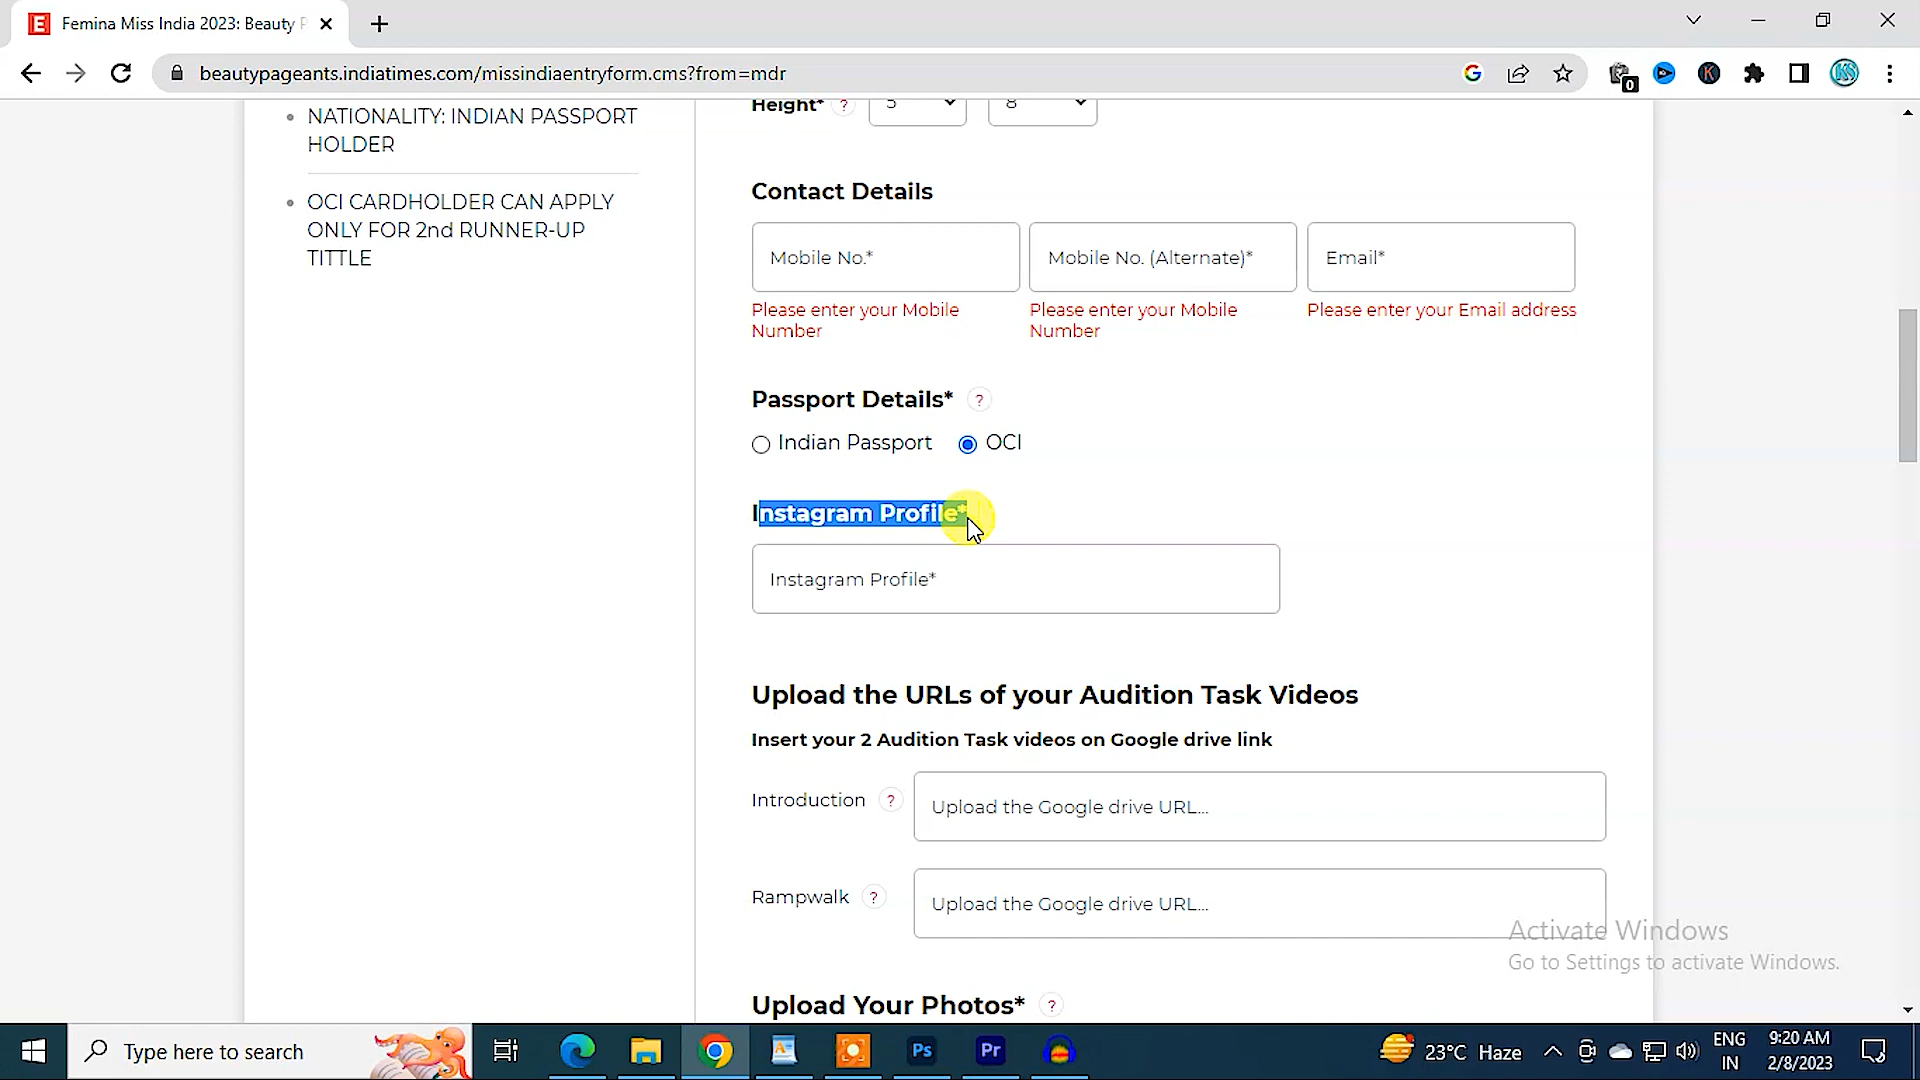 Femina Miss India 2023: Beauty P
beautypageants.indiatimes.com/missindiaentryform.cms?from=mdr
0
K
KS
NATIONALITY: INDIAN PASSPORT
HOLDER
OCI CARDHOLDER CAN APPLY
ONLY FOR 2nd RUNNER-UP
TITTLE
Height* ? 5 8
Contact Details
Mobile No.* Mobile No. (Alternate)* Email*
Please enter your Mobile Number
Please enter your Mobile Number
Please enter your Email address
Passport Details* ?
Indian Passport OCI
Instagram Profile*
Instagram Profile*
Upload the URLs of your Audition Task Videos
Insert your 2 Audition Task videos on Google drive link
Introduction ? Upload the Google drive URL...
Rampwalk ? Upload the Google drive URL...
Upload Your Photos* ?
Activate Windows
Go to Settings to activate Windows.
Type here to search
Ps
Pr
23°C Haze
ENG
IN
9:20 AM
2/8/2023